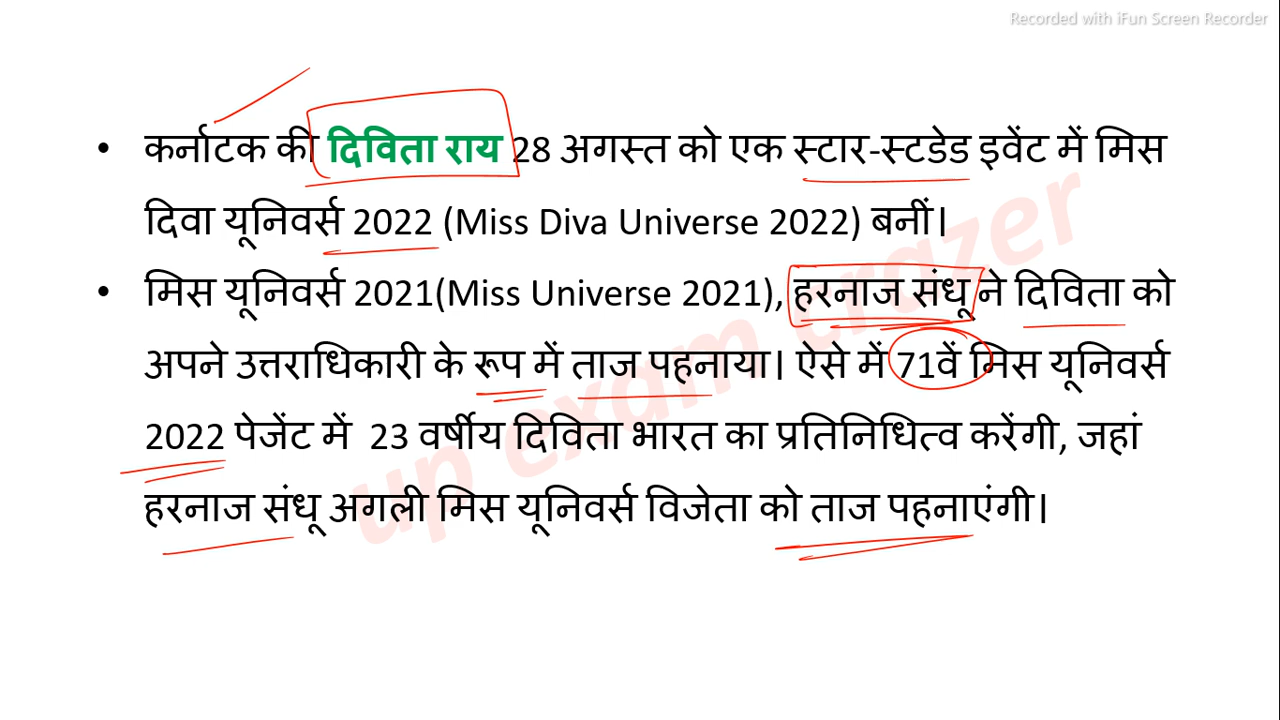 Recorded with iFun Screen Recorder
• कर्नाटक की दिविता राय 28 अगस्त को एक स्टार-स्टडेड इवेंट में मिस
दिवा यूनिवर्स 2022 (Miss Diva Universe 2022) बनीं।
• मिस यूनिवर्स 2021(Miss Universe 2021), हरनाज संधू ने दिविता को
अपने उत्तराधिकारी के रूप में ताज पहनाया। ऐसे में 71वें मिस यूनिवर्स
2022 पेजेंट में 23 वर्षीय दिविता भारत का प्रतिनिधित्व करेंगी, जहां
हरनाज संधू अगली मिस यूनिवर्स विजेता को ताज पहनाएंगी।
up exam crazer